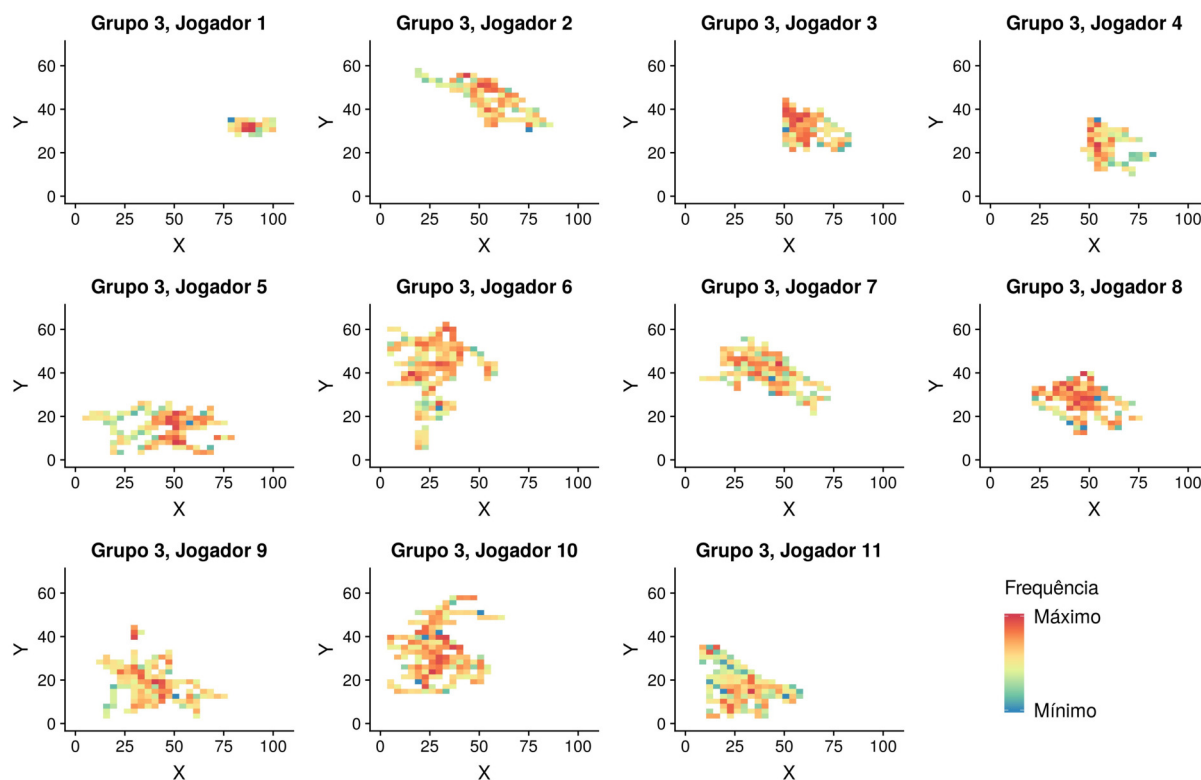 Grupo 3, Jogador 1
Grupo 3, Jogador 2
Grupo 3, Jogador 3
Grupo 3, Jogador 4
60
40
20
0
Y
0 25 50 75 100
X
60
40
20
0
Y
0 25 50 75 100
X
60
40
20
0
Y
0 25 50 75 100
X
60
40
20
0
Y
0 25 50 75 100
X
Grupo 3, Jogador 5
Grupo 3, Jogador 6
Grupo 3, Jogador 7
Grupo 3, Jogador 8
60
40
20
0
Y
0 25 50 75 100
X
60
40
20
0
Y
0 25 50 75 100
X
60
40
20
0
Y
0 25 50 75 100
X
60
40
20
0
Y
0 25 50 75 100
X
Grupo 3, Jogador 9
Grupo 3, Jogador 10
Grupo 3, Jogador 11
60
40
20
0
Y
0 25 50 75 100
X
60
40
20
0
Y
0 25 50 75 100
X
60
40
20
0
Y
0 25 50 75 100
X
Frequência
Máximo
Mínimo